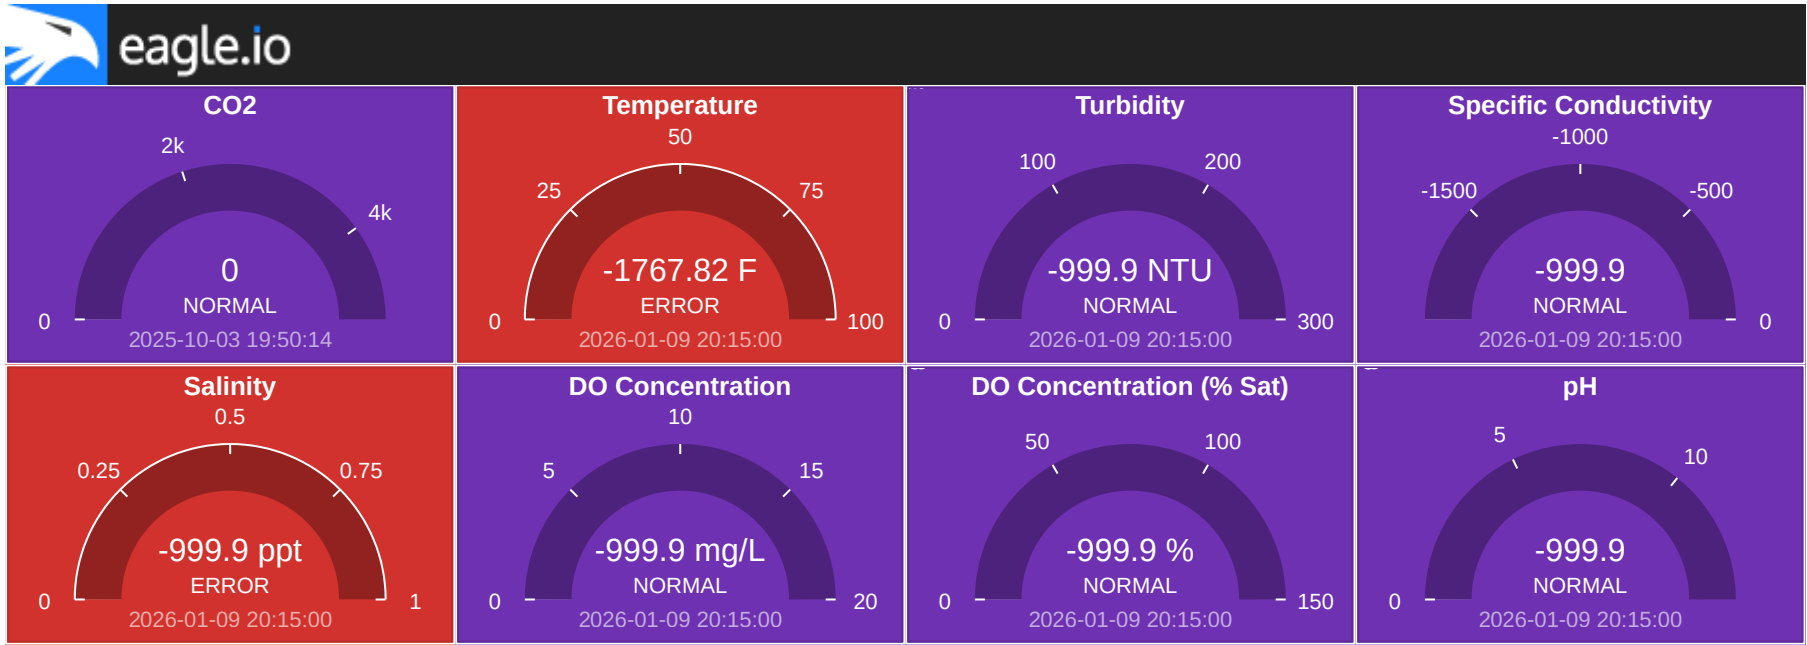 eagle.io
CO2
2k
4k
0
0
NORMAL
2025-10-03 19:50:14
Temperature
50
25
75
-1767.82 F
ERROR
0
100
2026-01-09 20:15:00
Turbidity
100
200
-999.9 NTU
NORMAL
0
300
2026-01-09 20:15:00
Specific Conductivity
-1000
-1500
-500
-999.9
NORMAL
0
2026-01-09 20:15:00
Salinity
0.5
0.25
0.75
-999.9 ppt
ERROR
0
1
2026-01-09 20:15:00
DO Concentration
10
5
15
-999.9 mg/L
NORMAL
0
20
2026-01-09 20:15:00
DO Concentration (% Sat)
50
100
-999.9 %
NORMAL
0
150
2026-01-09 20:15:00
pH
5
10
-999.9
NORMAL
0
2026-01-09 20:15:00